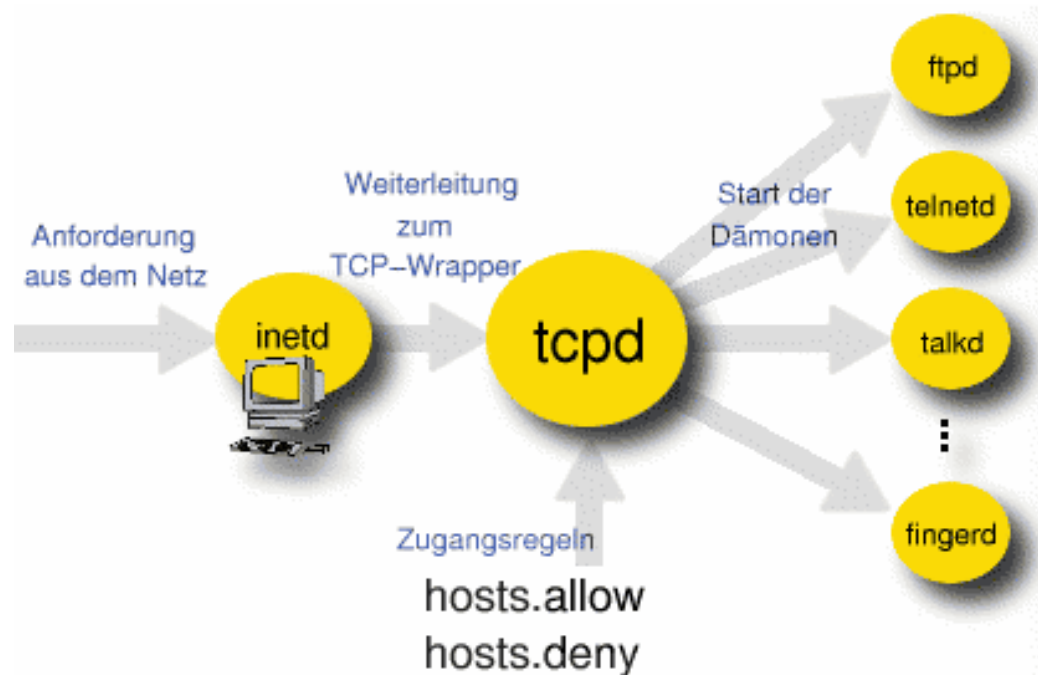 Anforderung
aus dem Netz
inetd
Weiterleitung
zum
TCP-Wrapper
tcpd
Zugangsregeln
hosts.allow
hosts.deny
Start der
Dämonen
ftpd
telnetd
talkd
...
fingerd